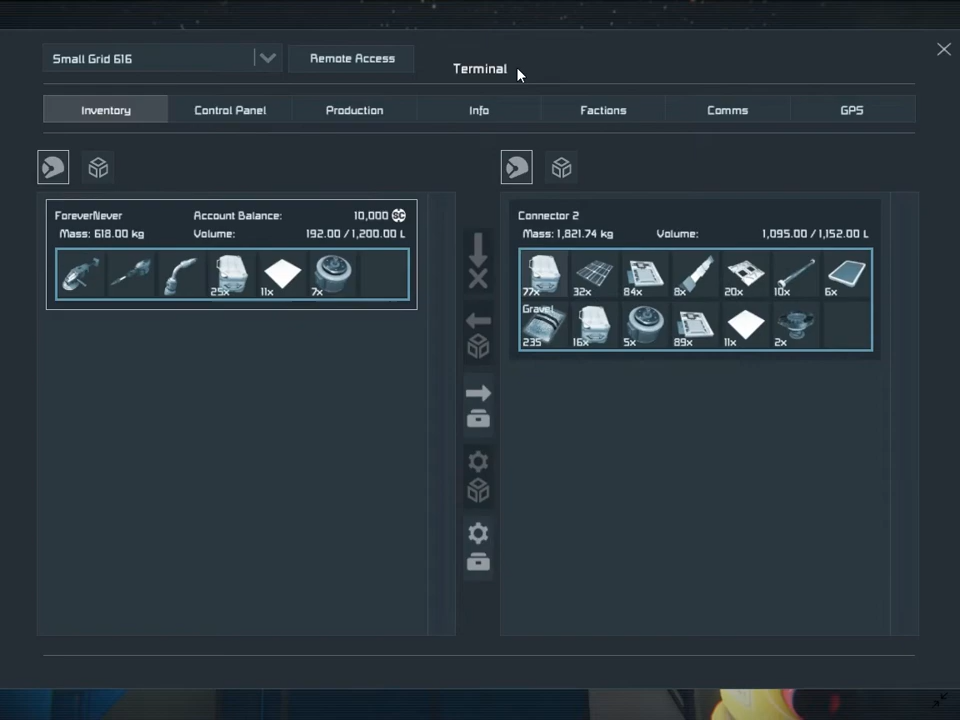 Small Grid 616
Remote Access
Terminal
Inventory
Control Panel
Production
Info
Factions
Comms
GPS
ForeverNever
Account Balance:
10,000 SC
Mass: 618.00 kg
Volume:
192.00 / 1,200.00 L
25x
11x
7x
Connector 2
Mass: 1,821.74 kg
Volume:
1,095.00 / 1,152.00 L
77x
32x
84x
8x
20x
10x
6x
Gravel
235
16x
5x
89x
11x
2x